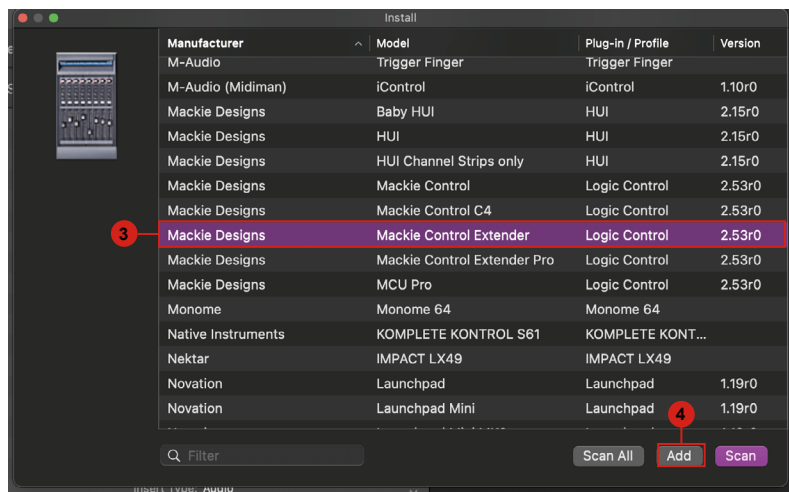 Install
Manufacturer Model Plug-in / Profile Version
M-Audio Trigger Finger Trigger Finger
M-Audio (Midiman) iControl iControl 1.10r0
Mackie Designs Baby HUI HUI 2.15r0
Mackie Designs HUI HUI 2.15r0
Mackie Designs HUI Channel Strips only HUI 2.15r0
Mackie Designs Mackie Control Logic Control 2.53r0
Mackie Designs Mackie Control C4 Logic Control 2.53r0
3 Mackie Designs Mackie Control Extender Logic Control 2.53r0
Mackie Designs Mackie Control Extender Pro Logic Control 2.53r0
Mackie Designs MCU Pro Logic Control 2.53r0
Monome Monome 64 Monome 64
Native Instruments KOMPLETE KONTROL S61 KOMPLETE KONT...
Nektar IMPACT LX49 IMPACT LX49
Novation Launchpad Launchpad 1.19r0
Novation Launchpad Mini Launchpad 1.19r0
4
Filter Scan All Add Scan
Insert Type: Audio